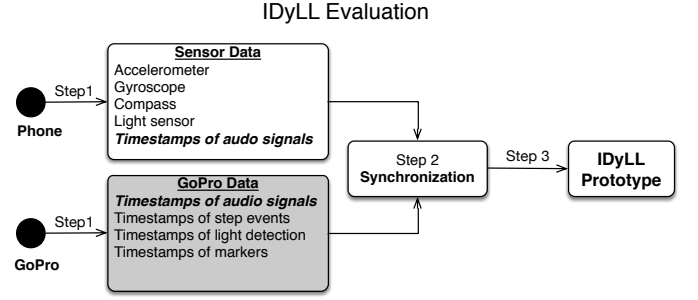 IDyLL Evaluation
Sensor Data
Accelerometer
Gyroscope
Compass
Light sensor
Timestamps of audo signals
Step1
Phone
GoPro Data
Timestamps of audio signals
Timestamps of step events
Timestamps of light detection
Timestamps of markers
Step1
GoPro
Step 2
Synchronization
Step 3
IDyLL
Prototype